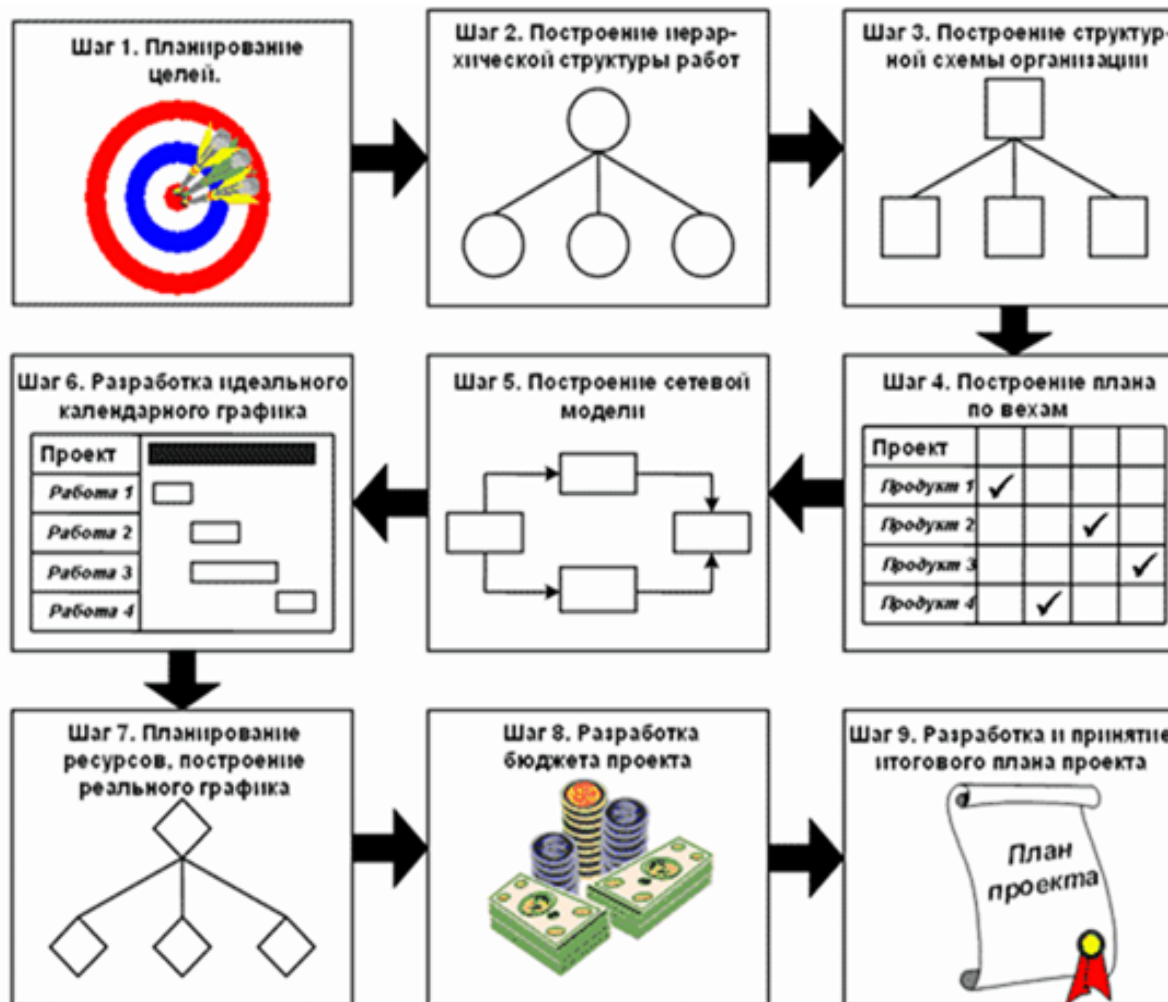 Шаг 1. Планирование
целей.
Шаг 2. Построение иерар-
хической структуры работ
Шаг 3. Построение структур-
ной схемы организации
Шаг 4. Построение плана
по вехам
Проект
Продукт 1
Продукт 2
Продукт 3
Продукт 4
Шаг 5. Построение сетевой
модели
Шаг 6. Разработка идеального
календарного графика
Проект
Работа 1
Работа 2
Работа 3
Работа 4
Шаг 7. Планирование
ресурсов, построение
реального графика
Шаг 8. Разработка
бюджета проекта
Шаг 9. Разработка и принятие
итогового плана проекта
План
проекта